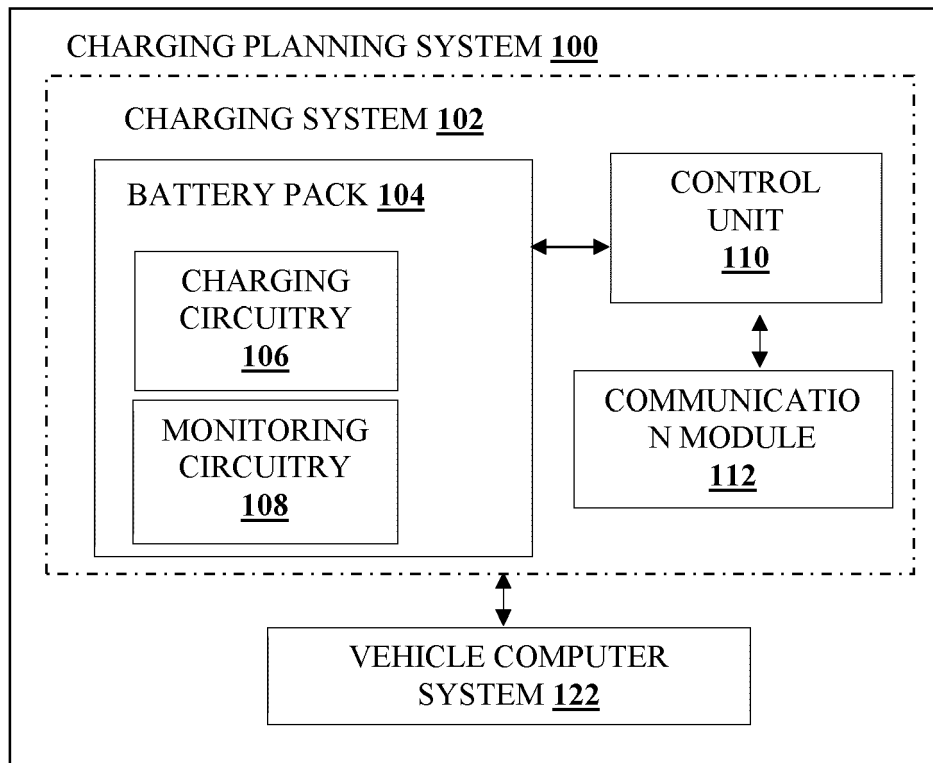 CHARGING PLANNING SYSTEM 100
CHARGING SYSTEM 102
BATTERY PACK 104
CHARGING
CIRCUITRY
106
MONITORING
CIRCUITRY
108
CONTROL
UNIT
110
COMMUNICATIO
N MODULE
112
VEHICLE COMPUTER
SYSTEM 122